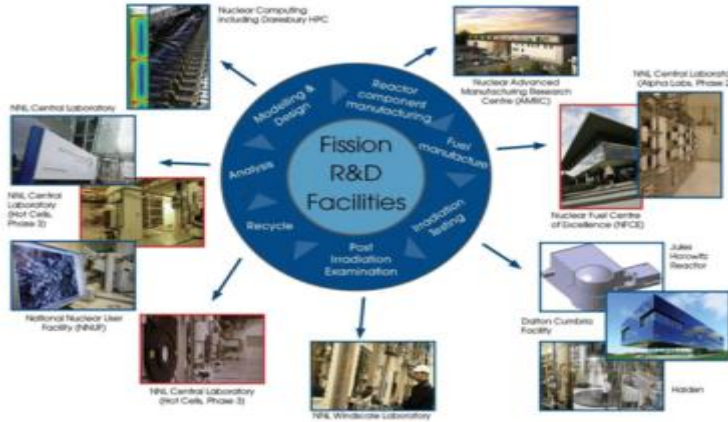 Nuclear Computing
Including Daresbury HPC
Nuclear Advanced
Manufacturing Research
Centre (AMRC)
NNL Central Laborato
(Alpha Labs, Phase 2
NNL Central Laboratory
Modelling &
Design
Reactor
component
manufacturing
Fuel
manufacture
Irradiation
Testing
Post
Irradiation
Examination
Recycle
Analysis
Fission
R&D
Facilities
NNL Central
Laboratory
(Hot Cells,
Phase 3)
Nuclear Fuel Centre
of Excellence (NFCE)
Jules
Horowitz
Reactor
National Nuclear User
Facility (NNUF)
Dalton Cumbria
Facility
Halden
NNL Central Laboratory
(Hot Cells, Phase 3)
NNL Windscale Laboratory